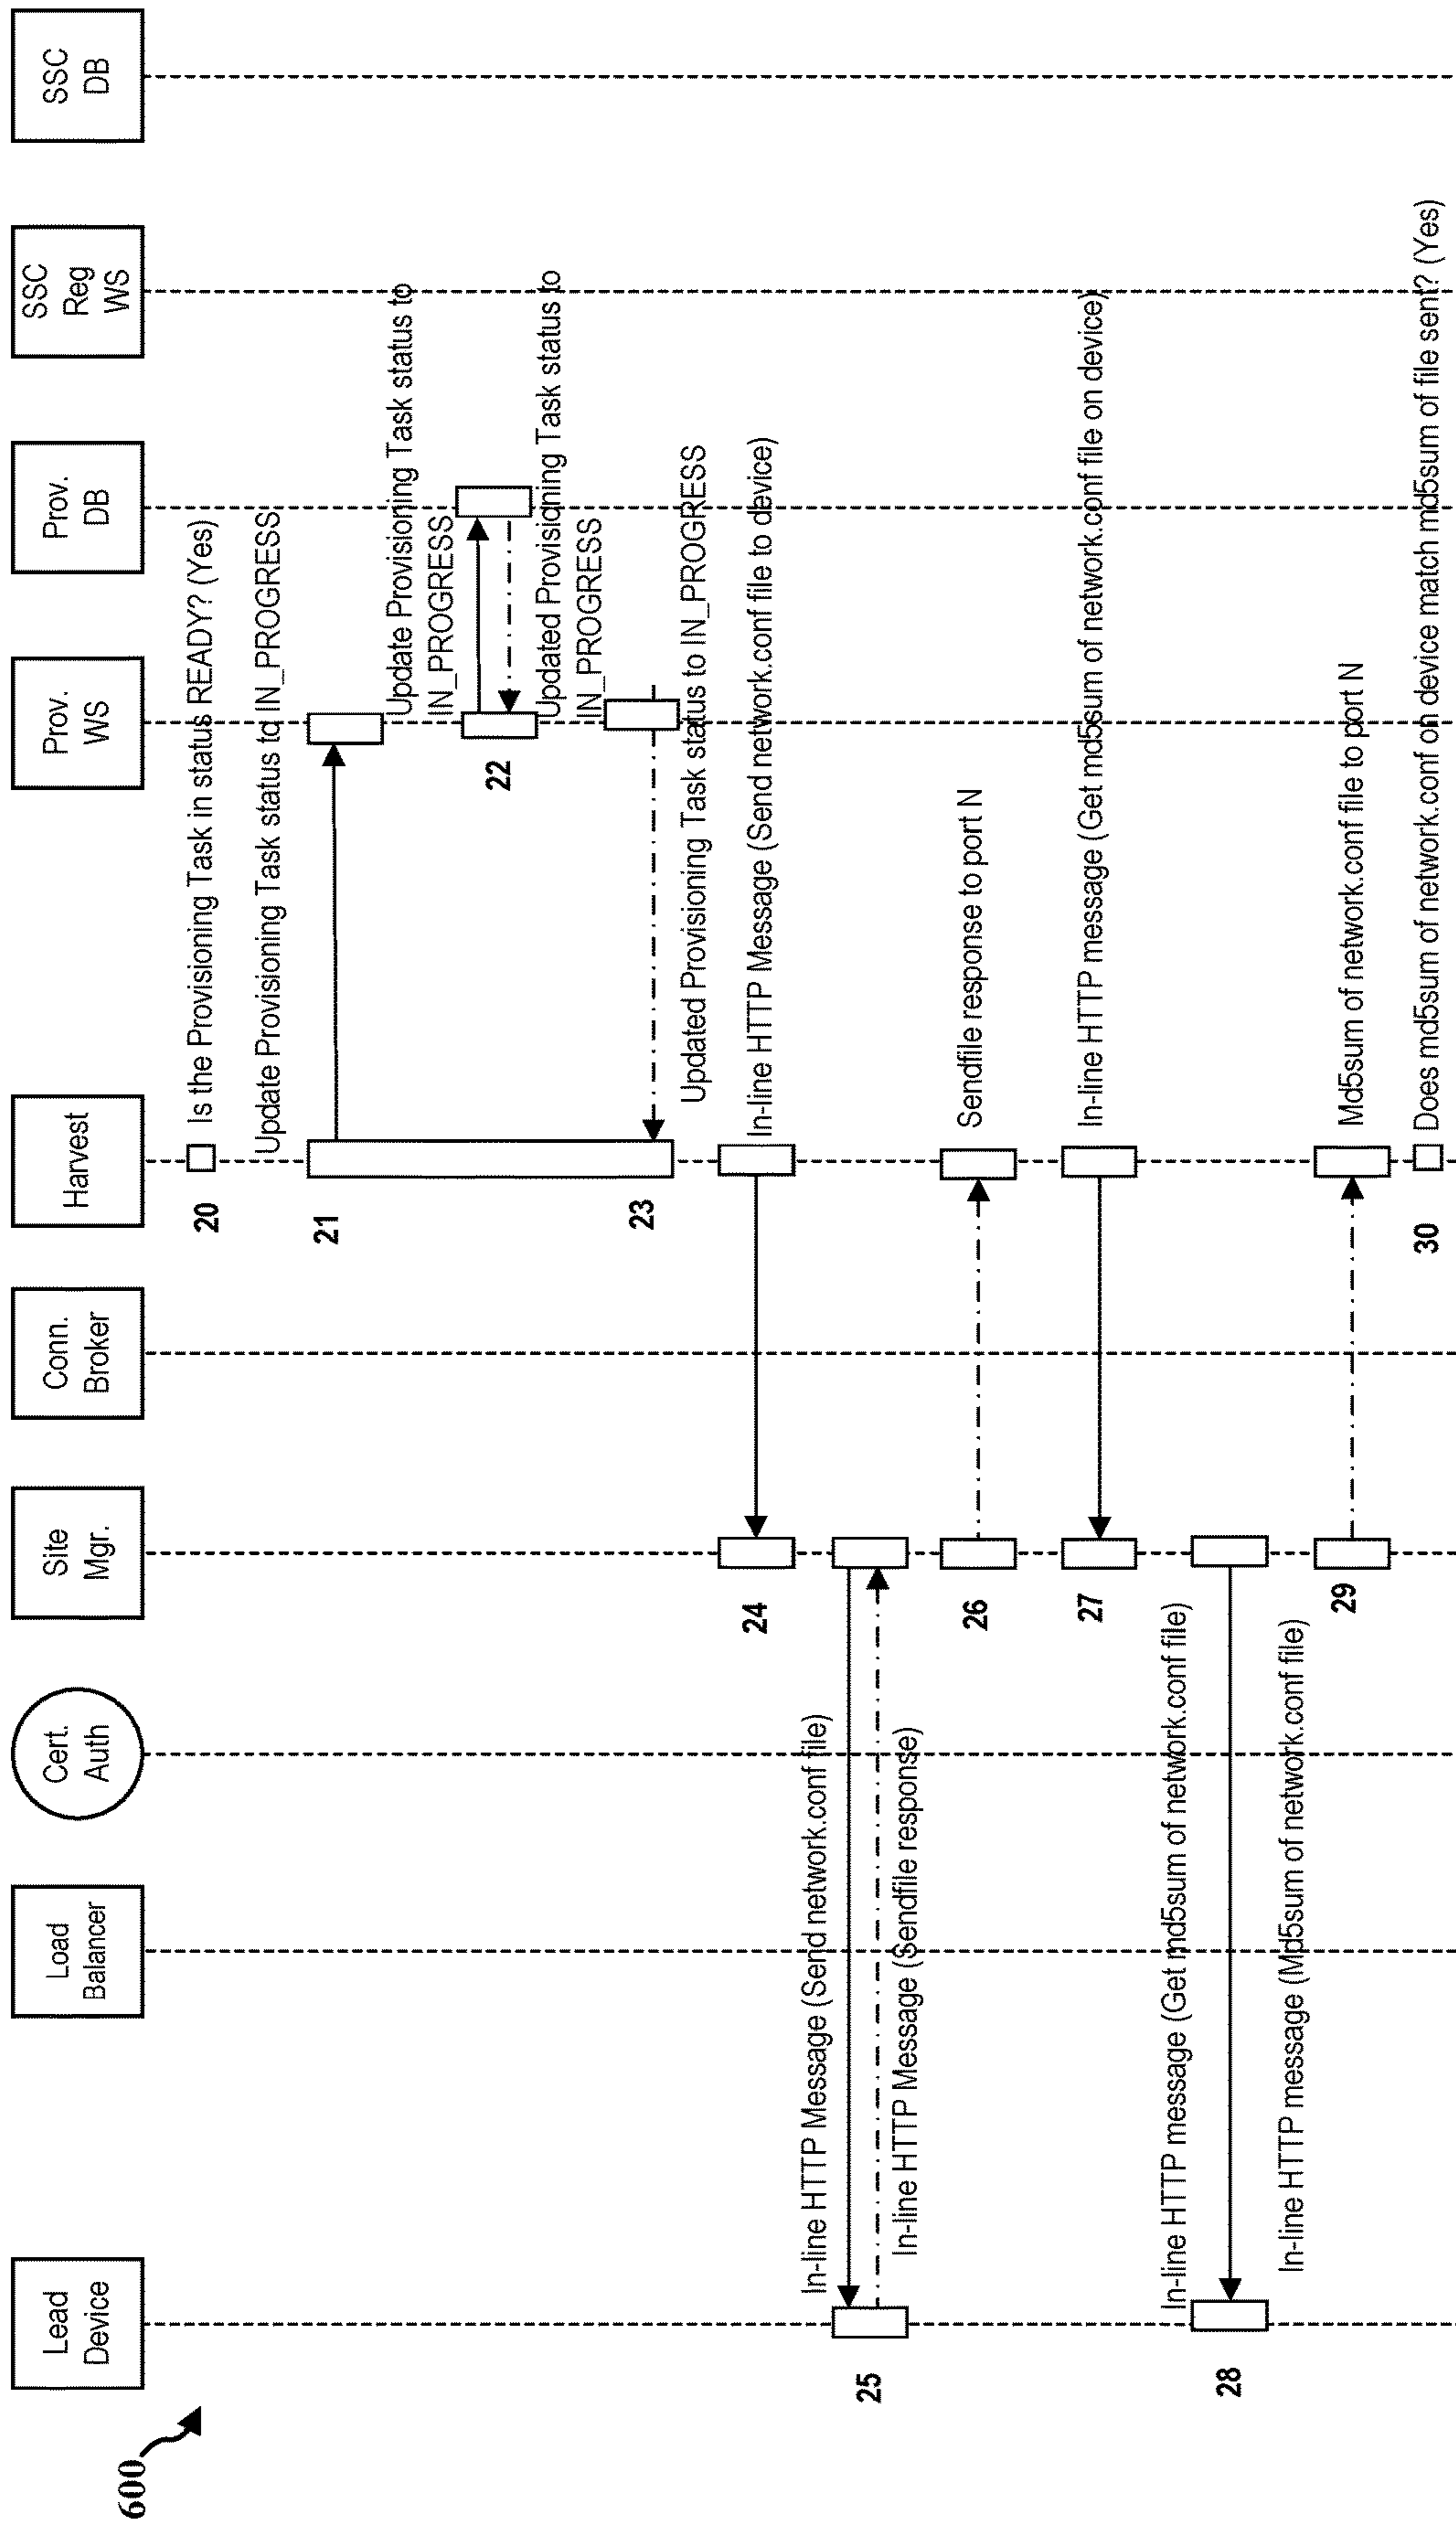 600
Lead
Device
Load
Balancer
Cert.
Auth
Site
Mgr.
Conn.
Broker
Harvest
Prov.
WS
Prov.
DB
SSC
Reg
WS
SSC
DB
20
Is the Provisioning Task in status READY? (Yes)
Update Provisioning Task status to IN_PROGRESS
21
Update Provisioning Task status to
IN_PROGRESS
22
Updated Provisioning Task status to
IN_PROGRESS
23
Updated Provisioning Task status to IN_PROGRESS
In-line HTTP Message (Send network.conf file to device)
24
In-line HTTP Message (Send network.conf file)
25
In-line HTTP Message (Sendfile response)
Sendfile response to port N
26
In-line HTTP message (Get md5sum of network.conf file on device)
27
In-line HTTP message (Get md5sum of network.conf file)
28
In-line HTTP message (Md5sum of network.conf file)
Md5sum of network.conf file to port N
29
30
Does md5sum of network.conf on device match md5sum of file sent? (Yes)